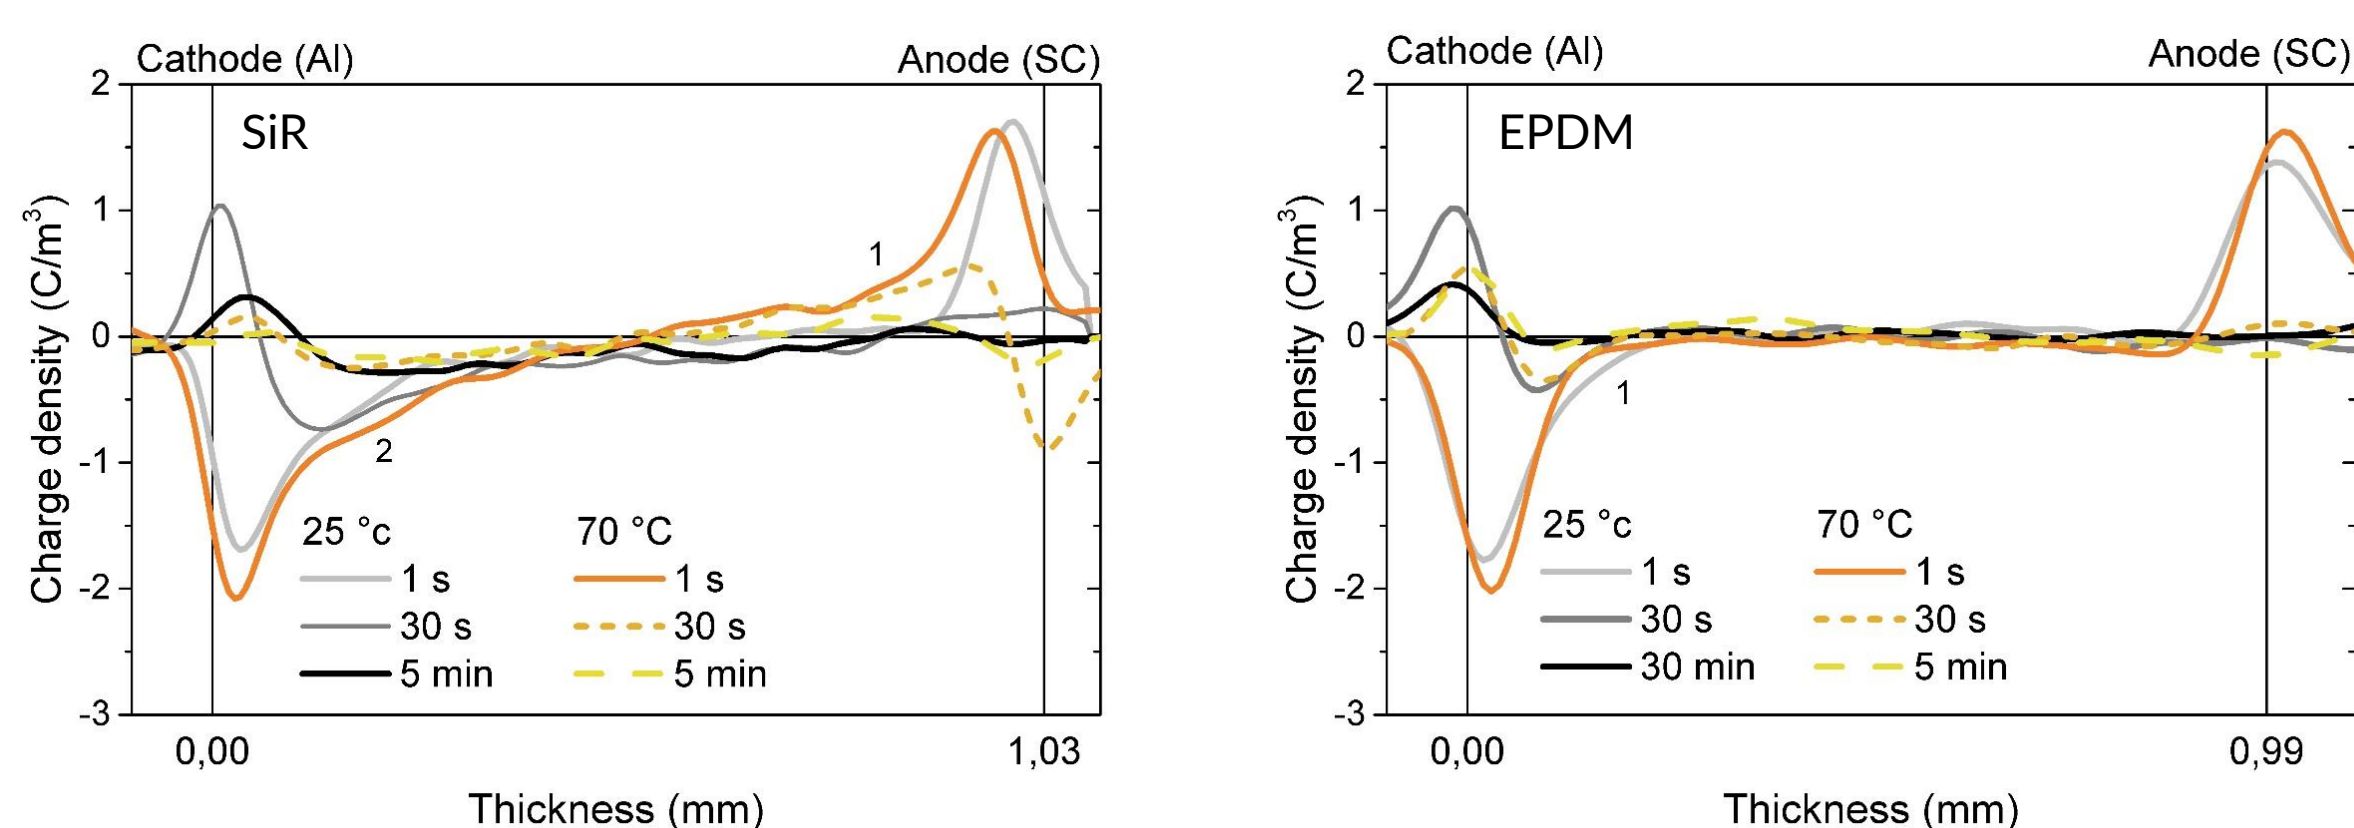 Cathode (Al) Anode (SC)
SiR
2
1
0
-1
-2
-3
Charge density (C/m³)
1
2
25 °c 70 °C
1 s 1 s
30 s 30 s
5 min 5 min
0,00 1,03
Thickness (mm)
Cathode (Al) Anode (SC)
EPDM
2
1
0
-1
-2
-3
Charge density (C/m³)
1
25 °c 70 °C
1 s 1 s
30 s 30 s
30 min 5 min
0,00 0,99
Thickness (mm)